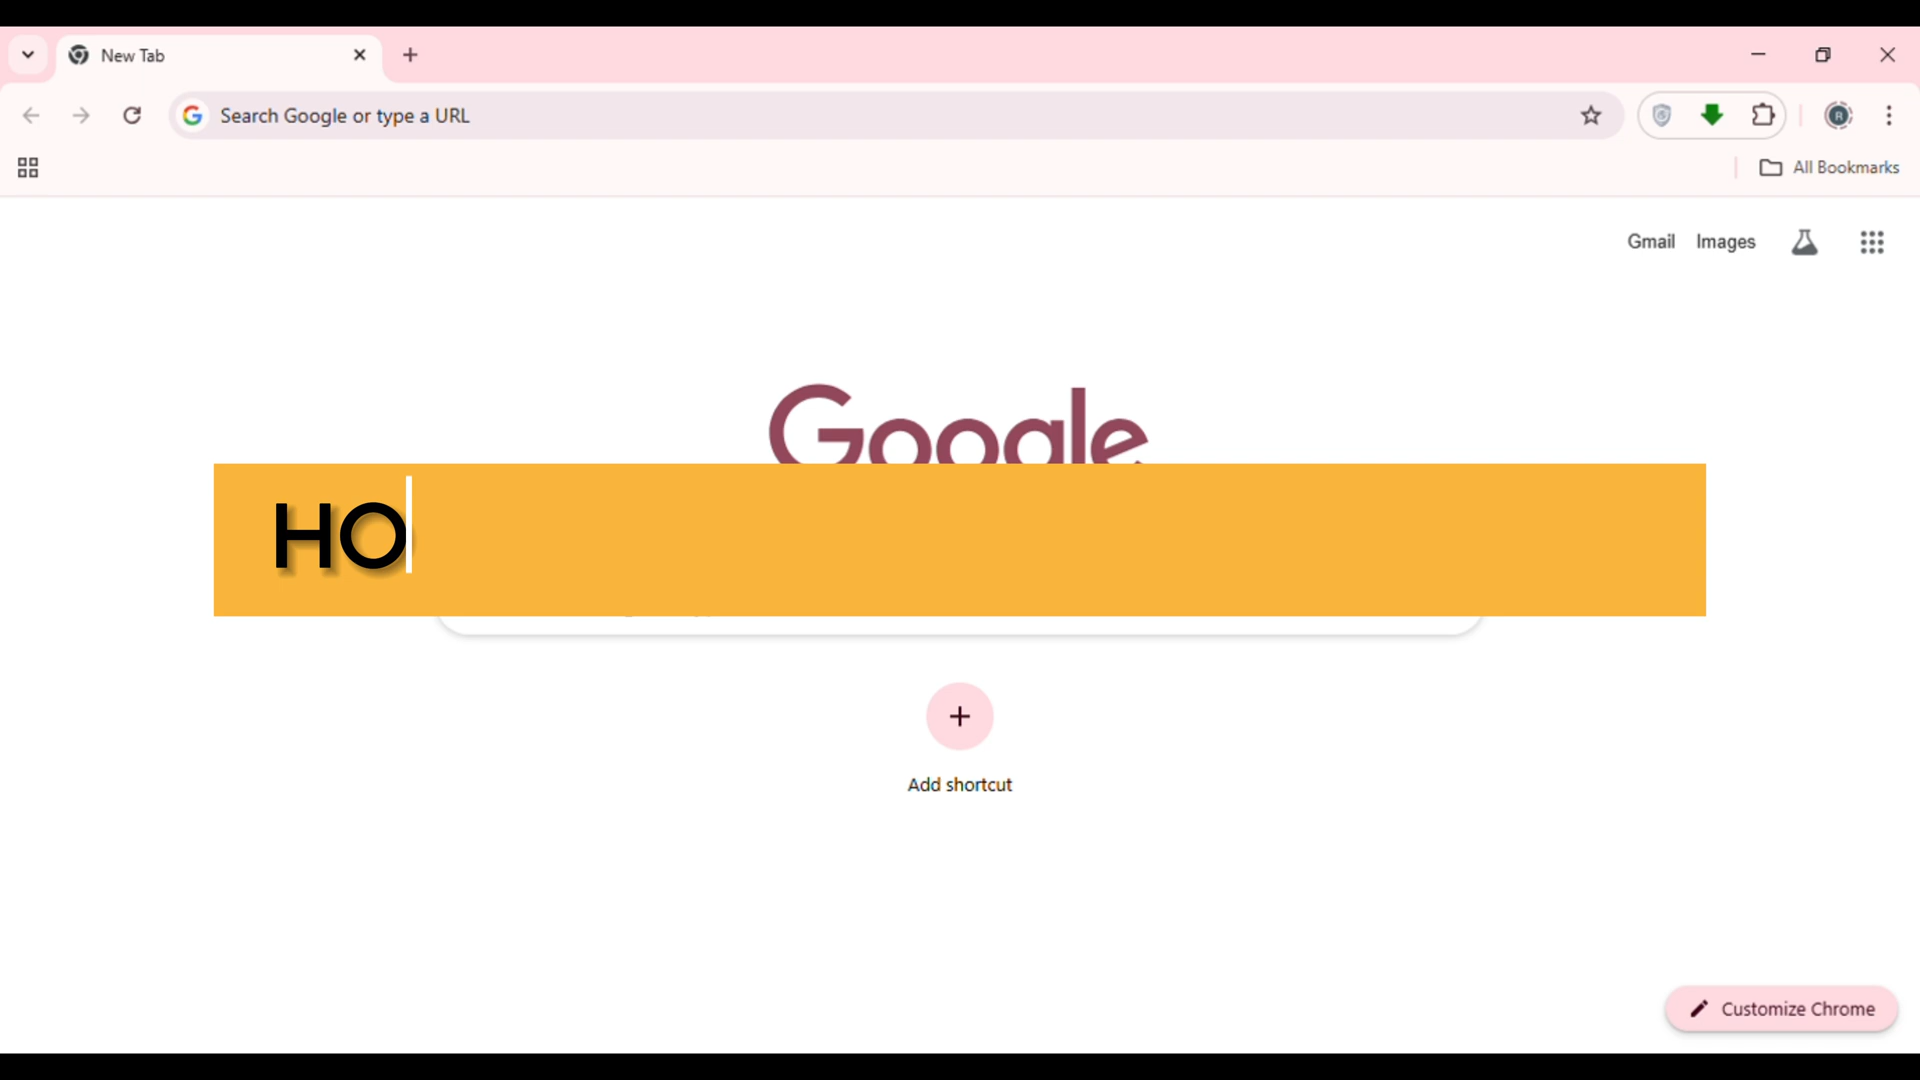 New Tab
Search Google or type a URL
All Bookmarks
Gmail Images
Google
HO
Add shortcut
Customize Chrome